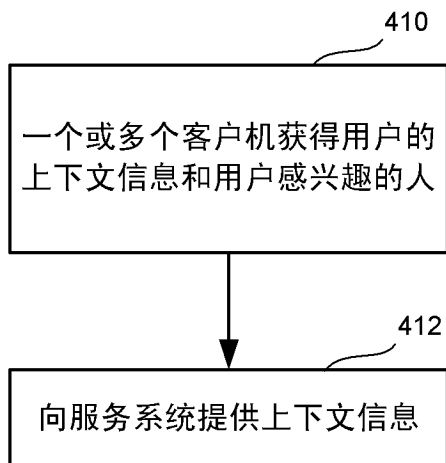 410
一个或多个客户机获得用户的
上下文信息和用户感兴趣的人
412
向服务系统提供上下文信息